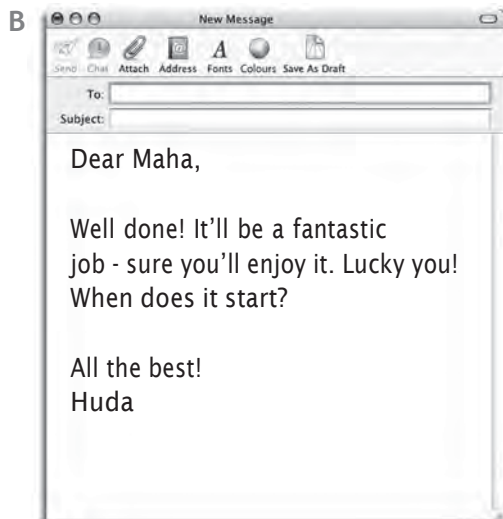 B
New Message
Send Chat Attach Address Fonts Colours Save As Draft
To:
Subject:
Dear Maha,
Well done! It'll be a fantastic
job - sure you'll enjoy it. Lucky you!
When does it start?
All the best!
Huda